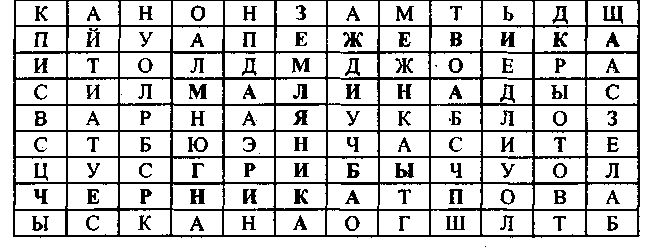 К А Н О Н З А М Т Ь Д Щ
П Й У А П Е Ж Е В И К А
И Т О Л Д М Д Ж О Е Р А
С И Л М А Л И Н А Д Ы С
В А Р Н А Я У К Б Л О З
С Т Б Ю Э Н Ч А С И Т Е
Ц У С Г Р И Б Ы Ч У О Л
Ч Е Р Н И К А Т П О В А
Ы С К А Н А О Г Ш Л Т Б